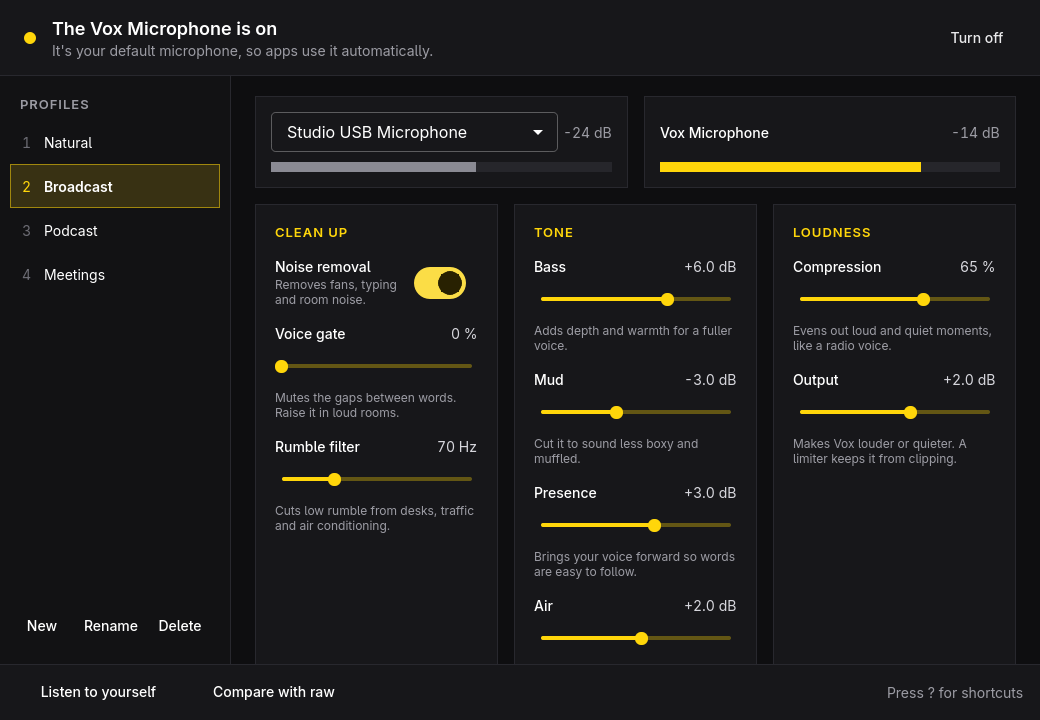 The Vox Microphone is on
It's your default microphone, so apps use it automatically.
Turn off
PROFILES
1 Natural
2 Broadcast
3 Podcast
4 Meetings
New Rename Delete
Studio USB Microphone -24 dB
Vox Microphone -14 dB
CLEAN UP
Noise removal
Removes fans, typing
and room noise.
Voice gate 0 %
Mutes the gaps between words.
Raise it in loud rooms.
Rumble filter 70 Hz
Cuts low rumble from desks, traffic
and air conditioning.
TONE
Bass +6.0 dB
Adds depth and warmth for a fuller
voice.
Mud -3.0 dB
Cut it to sound less boxy and
muffled.
Presence +3.0 dB
Brings your voice forward so words
are easy to follow.
Air +2.0 dB
LOUDNESS
Compression 65 %
Evens out loud and quiet moments,
like a radio voice.
Output +2.0 dB
Makes Vox louder or quieter. A
limiter keeps it from clipping.
Listen to yourself Compare with raw
Press ? for shortcuts